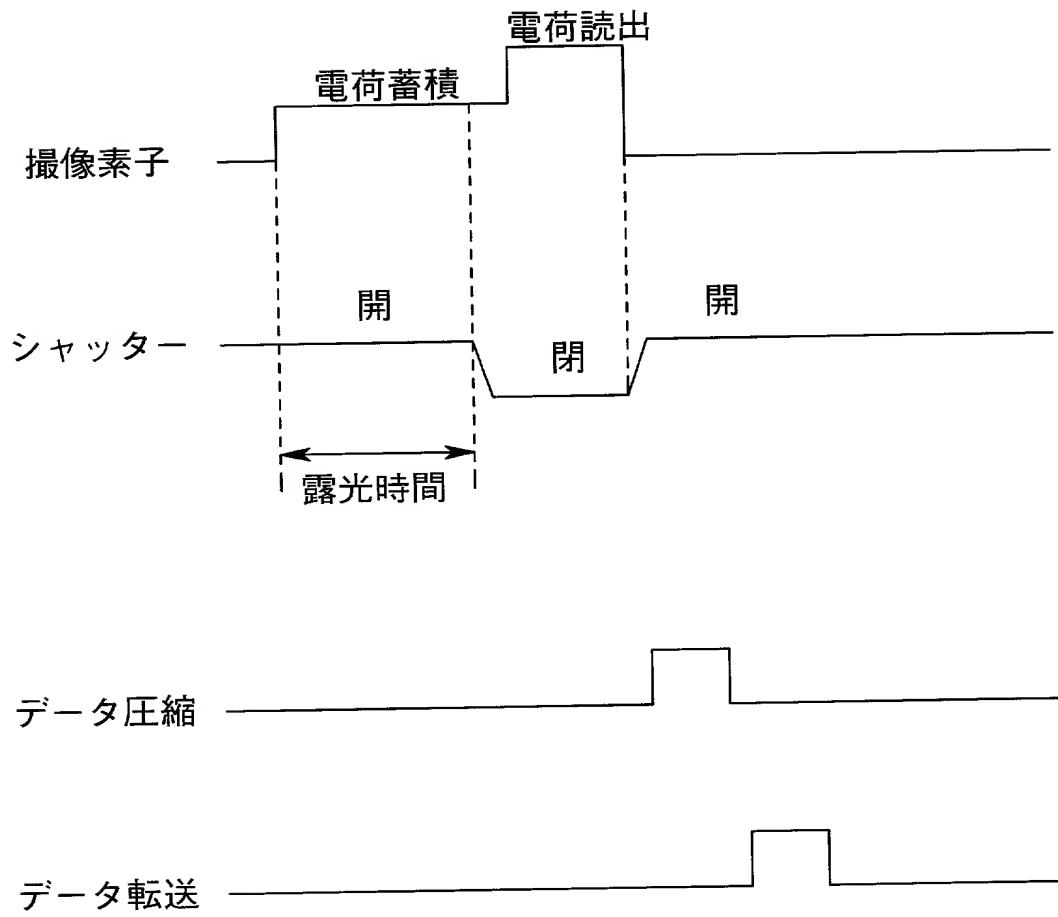 電荷読出
電荷蓄積
撮像素子
開
開
シャッター
閉
露光時間
データ圧縮
データ転送